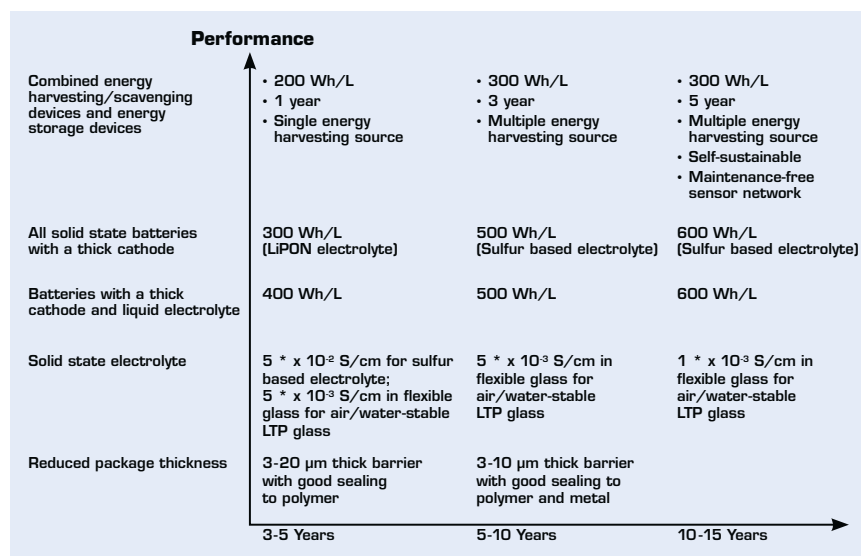 Performance
Combined energy
harvesting/scavenging
devices and energy
storage devices
• 200 Wh/L
• 1 year
• Single energy
harvesting source
• 300 Wh/L
• 3 year
• Multiple energy
harvesting source
• 300 Wh/L
• 5 year
• Multiple energy
harvesting source
• Self-sustainable
• Maintenance-free
sensor network
All solid state batteries
with a thick cathode
300 Wh/L
(LiPON electrolyte)
500 Wh/L
(Sulfur based electrolyte)
600 Wh/L
(Sulfur based electrolyte)
Batteries with a thick
cathode and liquid electrolyte
400 Wh/L
500 Wh/L
600 Wh/L
Solid state electrolyte
5 * x 10⁻² S/cm for sulfur
based electrolyte;
5 * x 10⁻³ S/cm in flexible
glass for air/water-stable
LTP glass
5 * x 10⁻³ S/cm in
flexible glass for
air/water-stable
LTP glass
1 * x 10⁻³ S/cm in
flexible glass for
air/water-stable
LTP glass
Reduced package thickness
3-20 µm thick barrier
with good sealing
to polymer
3-10 µm thick barrier
with good sealing to
polymer and metal
3-5 Years
5-10 Years
10-15 Years